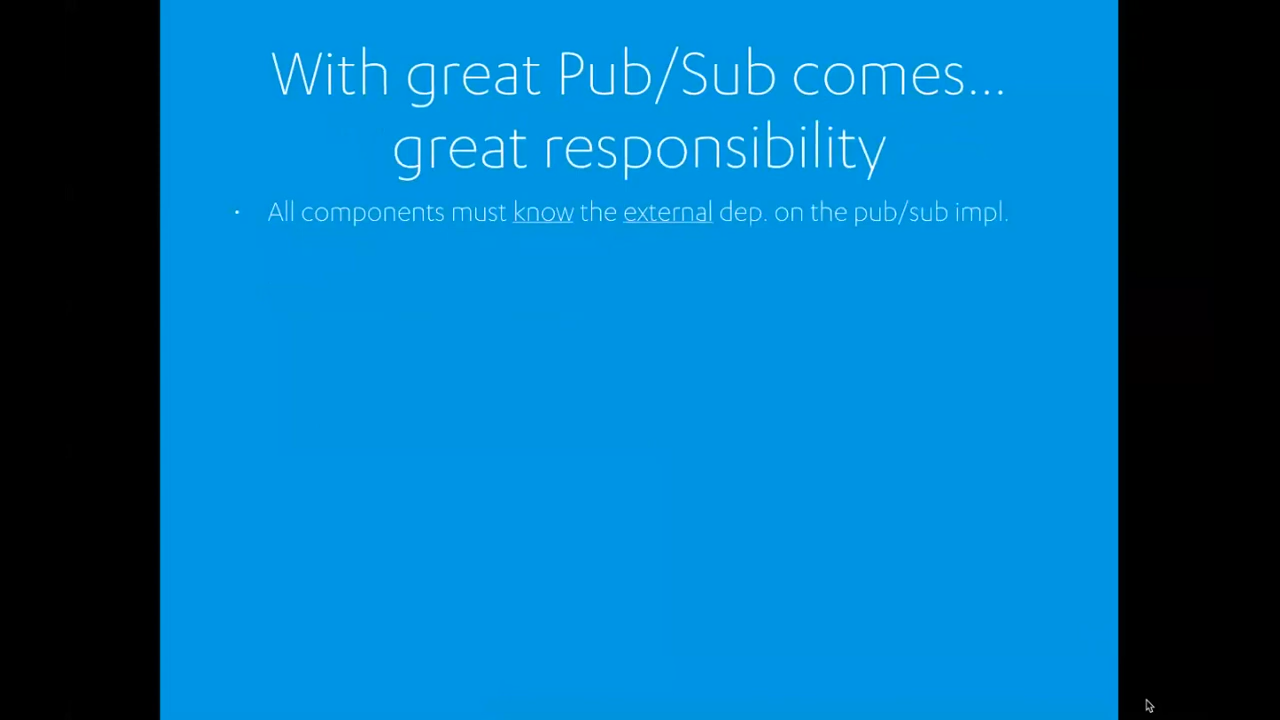 With great Pub/Sub comes...
great responsibility
· All components must know the external dep. on the pub/sub impl.